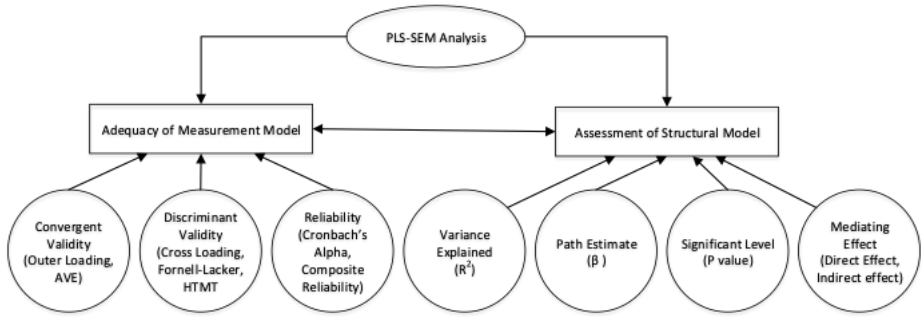 PLS-SEM Analysis
Adequacy of Measurement Model
Assessment of Structural Model
Convergent
Validity
(Outer Loading,
AVE)
Discriminant
Validity
(Cross Loading,
Fornell-Lacker,
HTMT
Reliability
(Cronbach's
Alpha,
Composite
Reliability)
Variance
Explained
(R²)
Path Estimate
(β )
Significant Level
(P value)
Mediating
Effect
(Direct Effect,
Indirect effect)